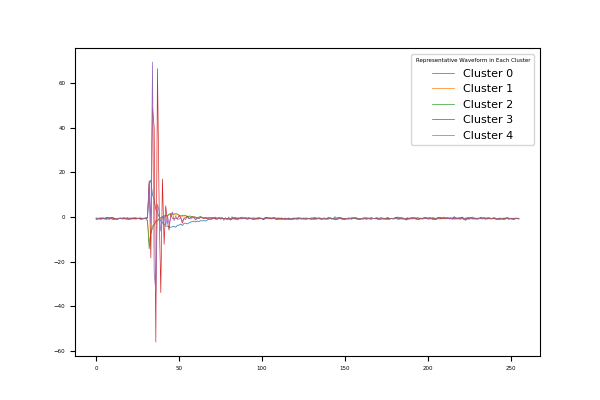 Representative Waveform in Each Cluster
Cluster 0
Cluster 1
Cluster 2
Cluster 3
Cluster 4
60
40
20
0
−20
−40
−60
0 50 100 150 200 250